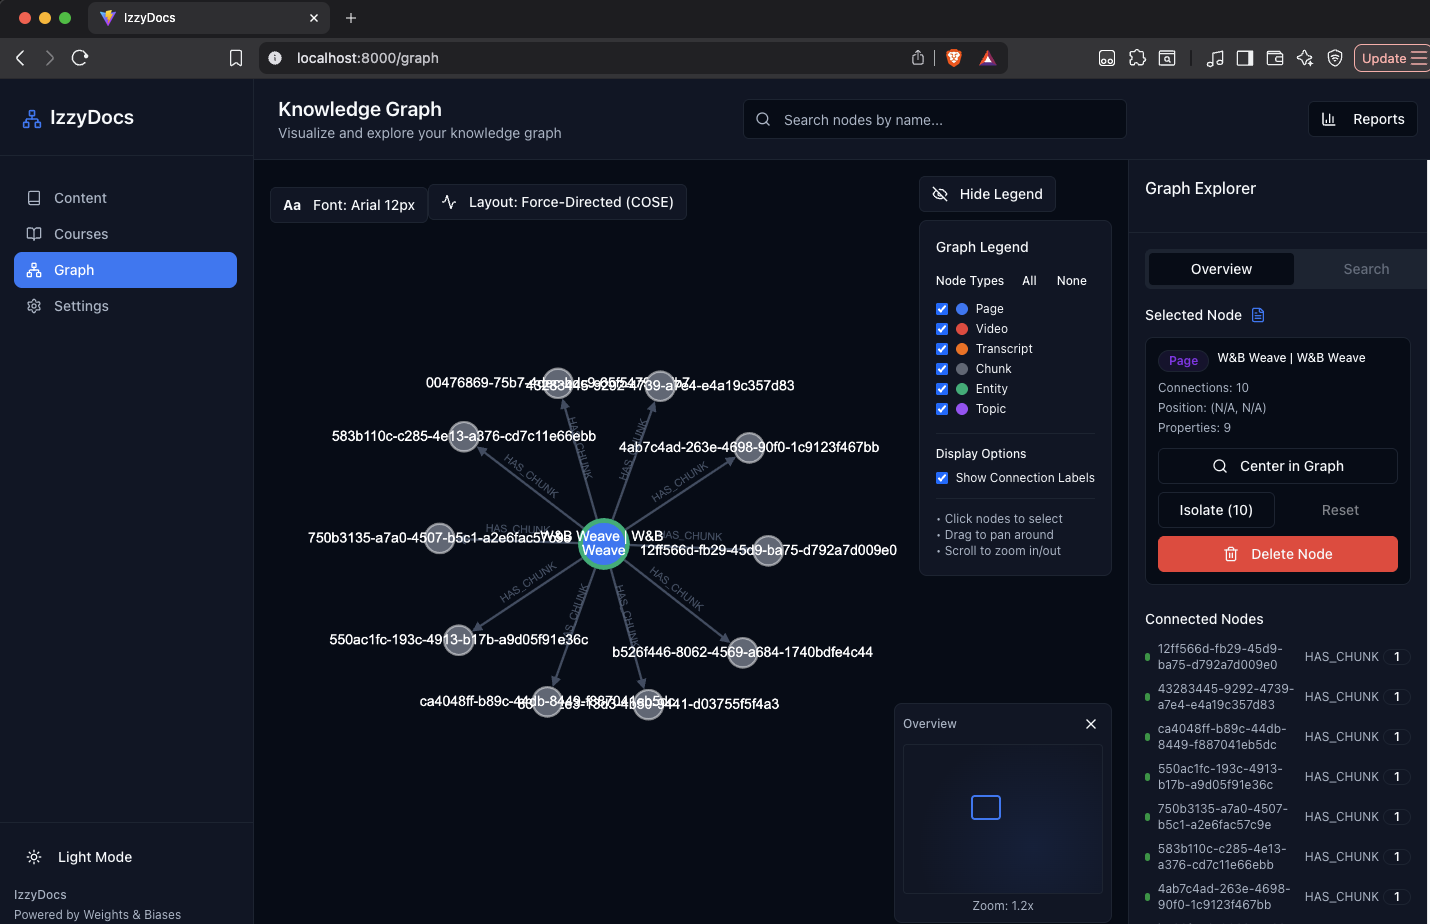 IzzyDocs
localhost:8000/graph
Update
IzzyDocs
Content
Courses
Graph
Settings
Light Mode
IzzyDocs
Powered by Weights & Biases
Knowledge Graph
Visualize and explore your knowledge graph
Search nodes by name...
Reports
Aa Font: Arial 12px
Layout: Force-Directed (COSE)
Hide Legend
Graph Legend
Node Types All None
Page
Video
Transcript
Chunk
Entity
Topic
Display Options
Show Connection Labels
• Click nodes to select
• Drag to pan around
• Scroll to zoom in/out
43283445-9292-4739-a7e4-e4a19c357d83
583b110c-c285-4e13-a376-cd7c11e66ebb
4ab7c4ad-263e-4698-90f0-1c9123f467bb
750b3135-a7a0-4507-b5c1-a2e6fac57c9e
W&B Weave | W&B
Weave
12ff566d-fb29-45d9-ba75-d792a7d009e0
550ac1fc-193c-4913-b17b-a9d05f91e36c
b526f446-8062-4569-a684-1740bdfe4c44
ca4048ff-b89c-44db-8449-f887041eb5dc
HAS_CHUNK
HAS_CHUNK
HAS_CHUNK
HAS_CHUNK
HAS_CHUNK
HAS_CHUNK
HAS_CHUNK
HAS_CHUNK
HAS_CHUNK
HAS_CHUNK
Overview
Zoom: 1.2x
Graph Explorer
Overview
Search
Selected Node
Page W&B Weave | W&B Weave
Connections: 10
Position: (N/A, N/A)
Properties: 9
Center in Graph
Isolate (10)
Reset
Delete Node
Connected Nodes
12ff566d-fb29-45d9-
ba75-d792a7d009e0
HAS_CHUNK 1
43283445-9292-4739-
a7e4-e4a19c357d83
HAS_CHUNK 1
ca4048ff-b89c-44db-
8449-f887041eb5dc
HAS_CHUNK 1
550ac1fc-193c-4913-
b17b-a9d05f91e36c
HAS_CHUNK 1
750b3135-a7a0-4507-
b5c1-a2e6fac57c9e
HAS_CHUNK 1
583b110c-c285-4e13-
a376-cd7c11e66ebb
HAS_CHUNK 1
4ab7c4ad-263e-4698-
90f0-1c9123f467bb
HAS_CHUNK 1